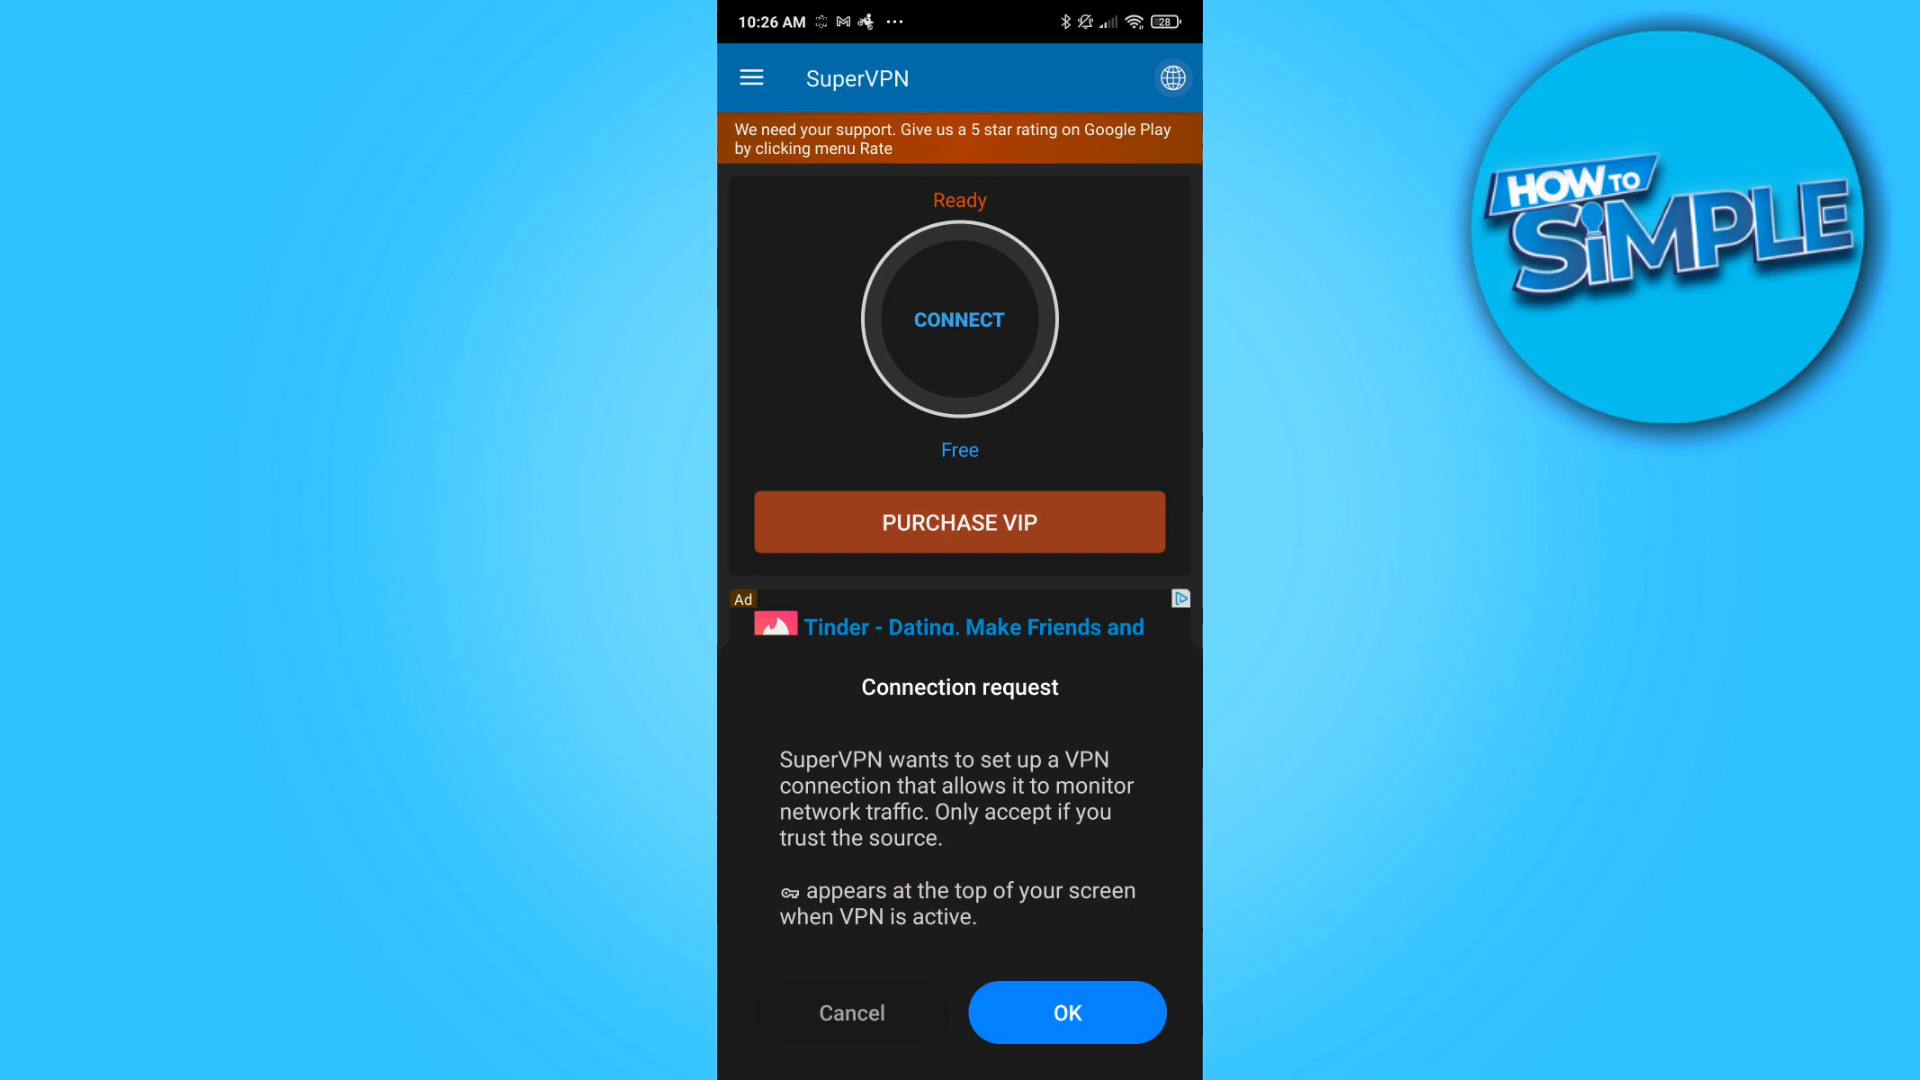 10:26 AM
28
SuperVPN
We need your support. Give us a 5 star rating on Google Play
by clicking menu Rate
Ready
CONNECT
Free
PURCHASE VIP
Ad
Tinder - Dating, Make Friends and
Connection request
SuperVPN wants to set up a VPN
connection that allows it to monitor
network traffic. Only accept if you
trust the source.
appears at the top of your screen
when VPN is active.
Cancel
OK
HOW TO
SiMPLE